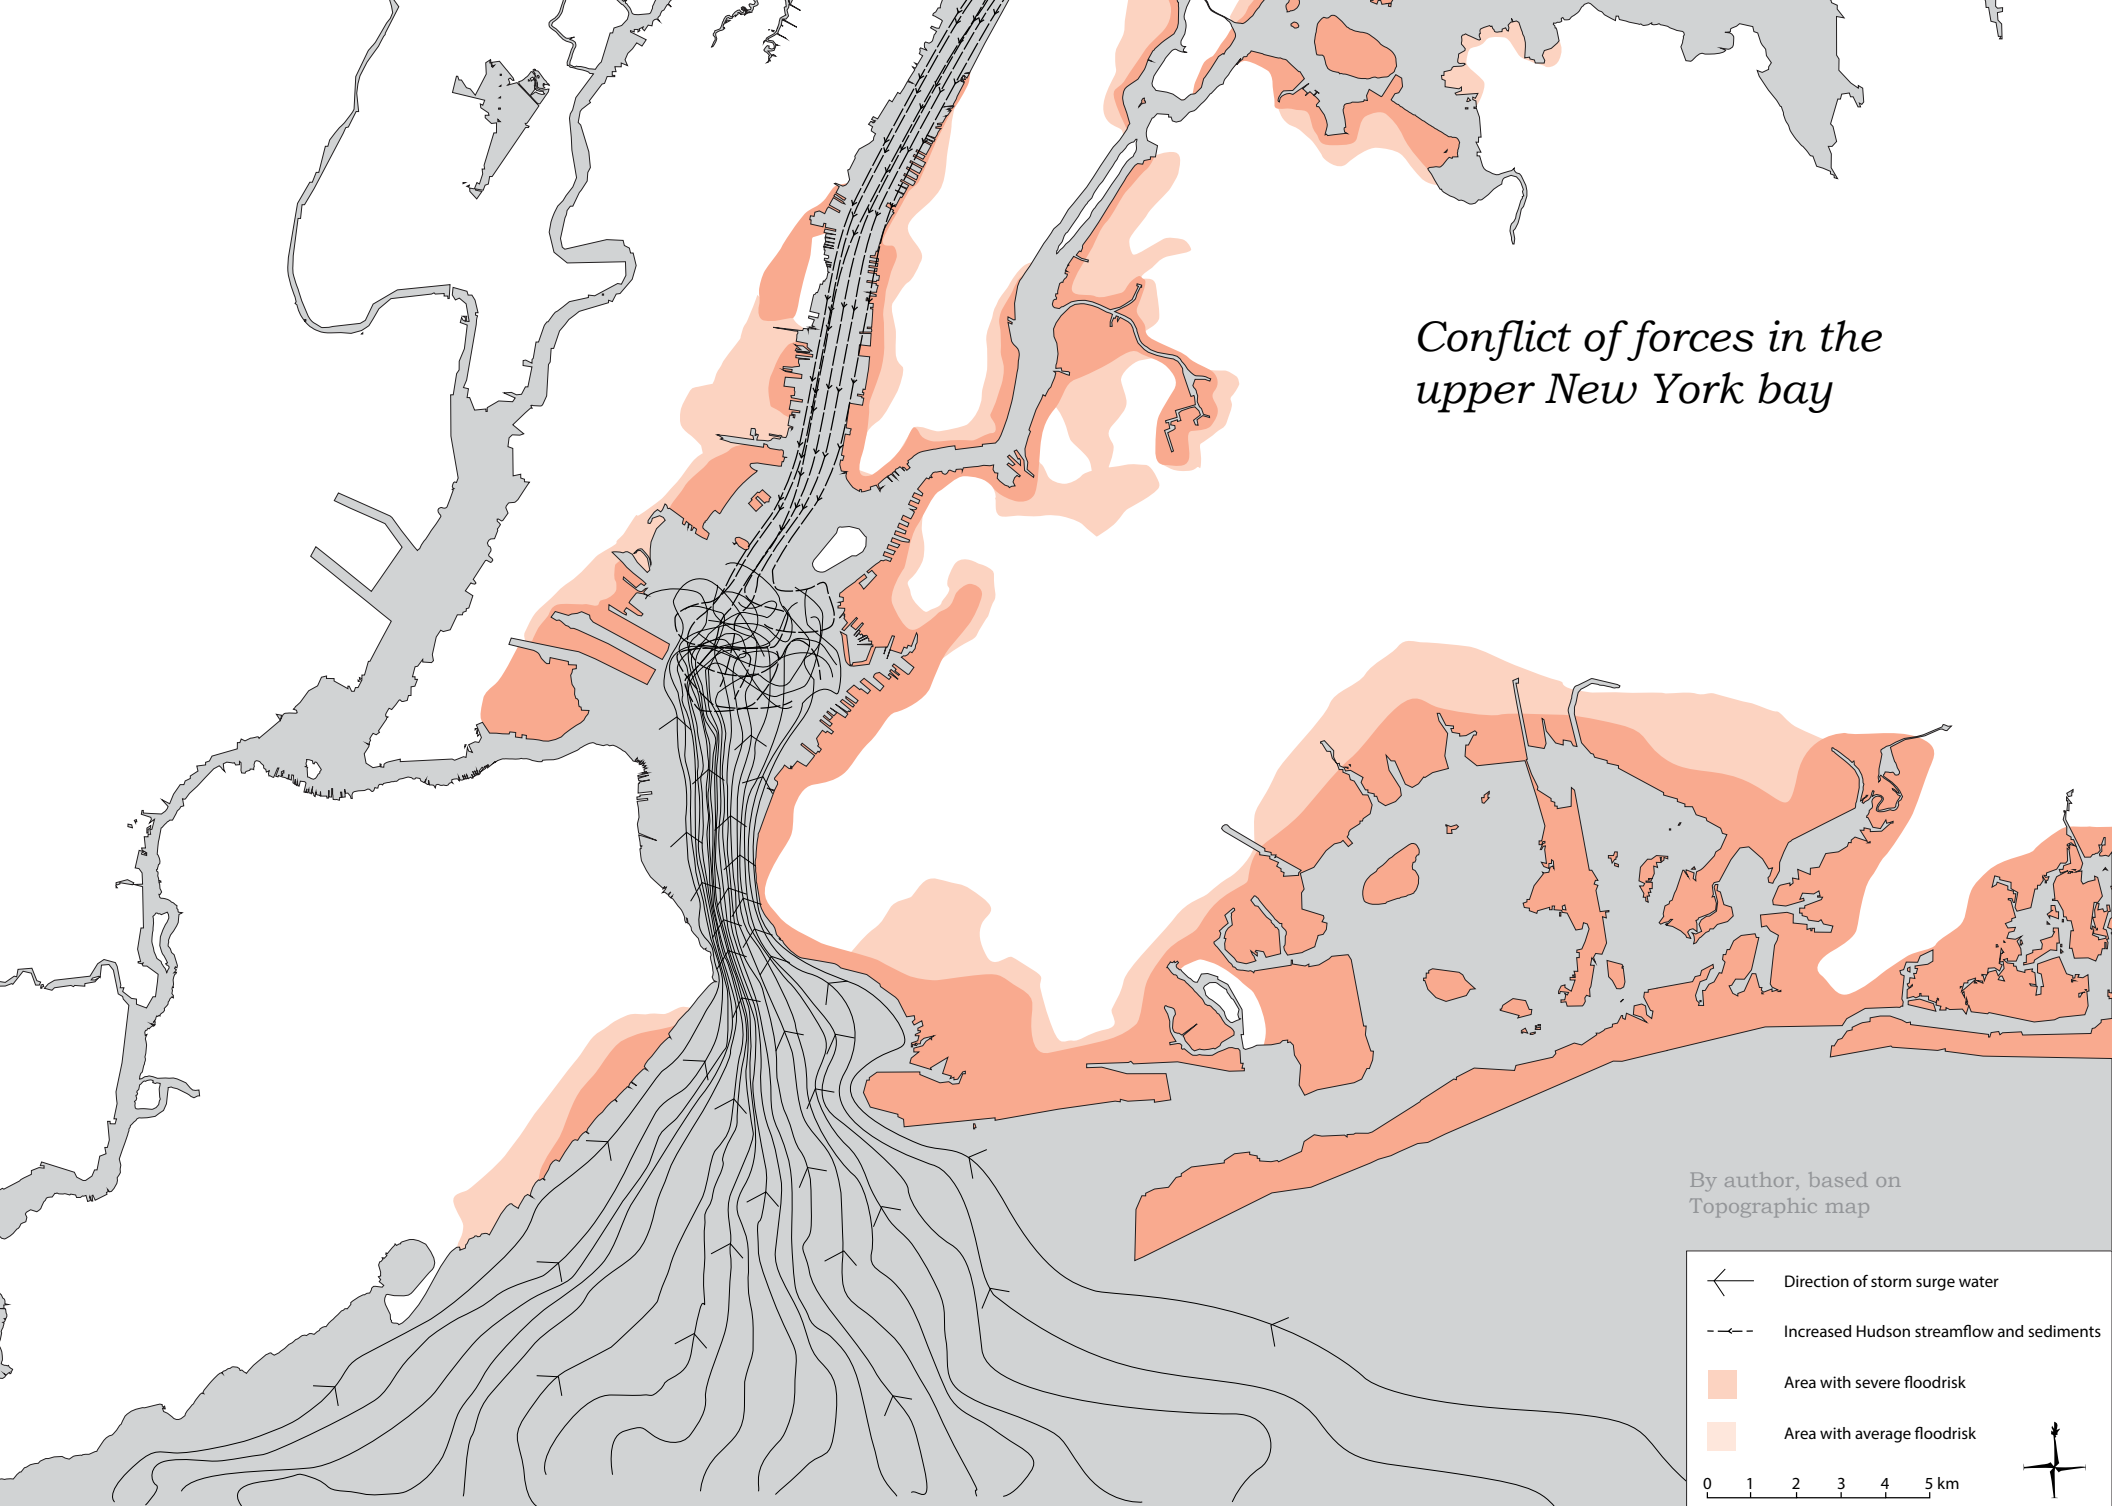 Conflict of forces in the
upper New York bay
By author, based on
Topographic map
Direction of storm surge water
Increased Hudson streamflow and sediments
Area with severe floodrisk
Area with average floodrisk
0 1 2 3 4 5 km